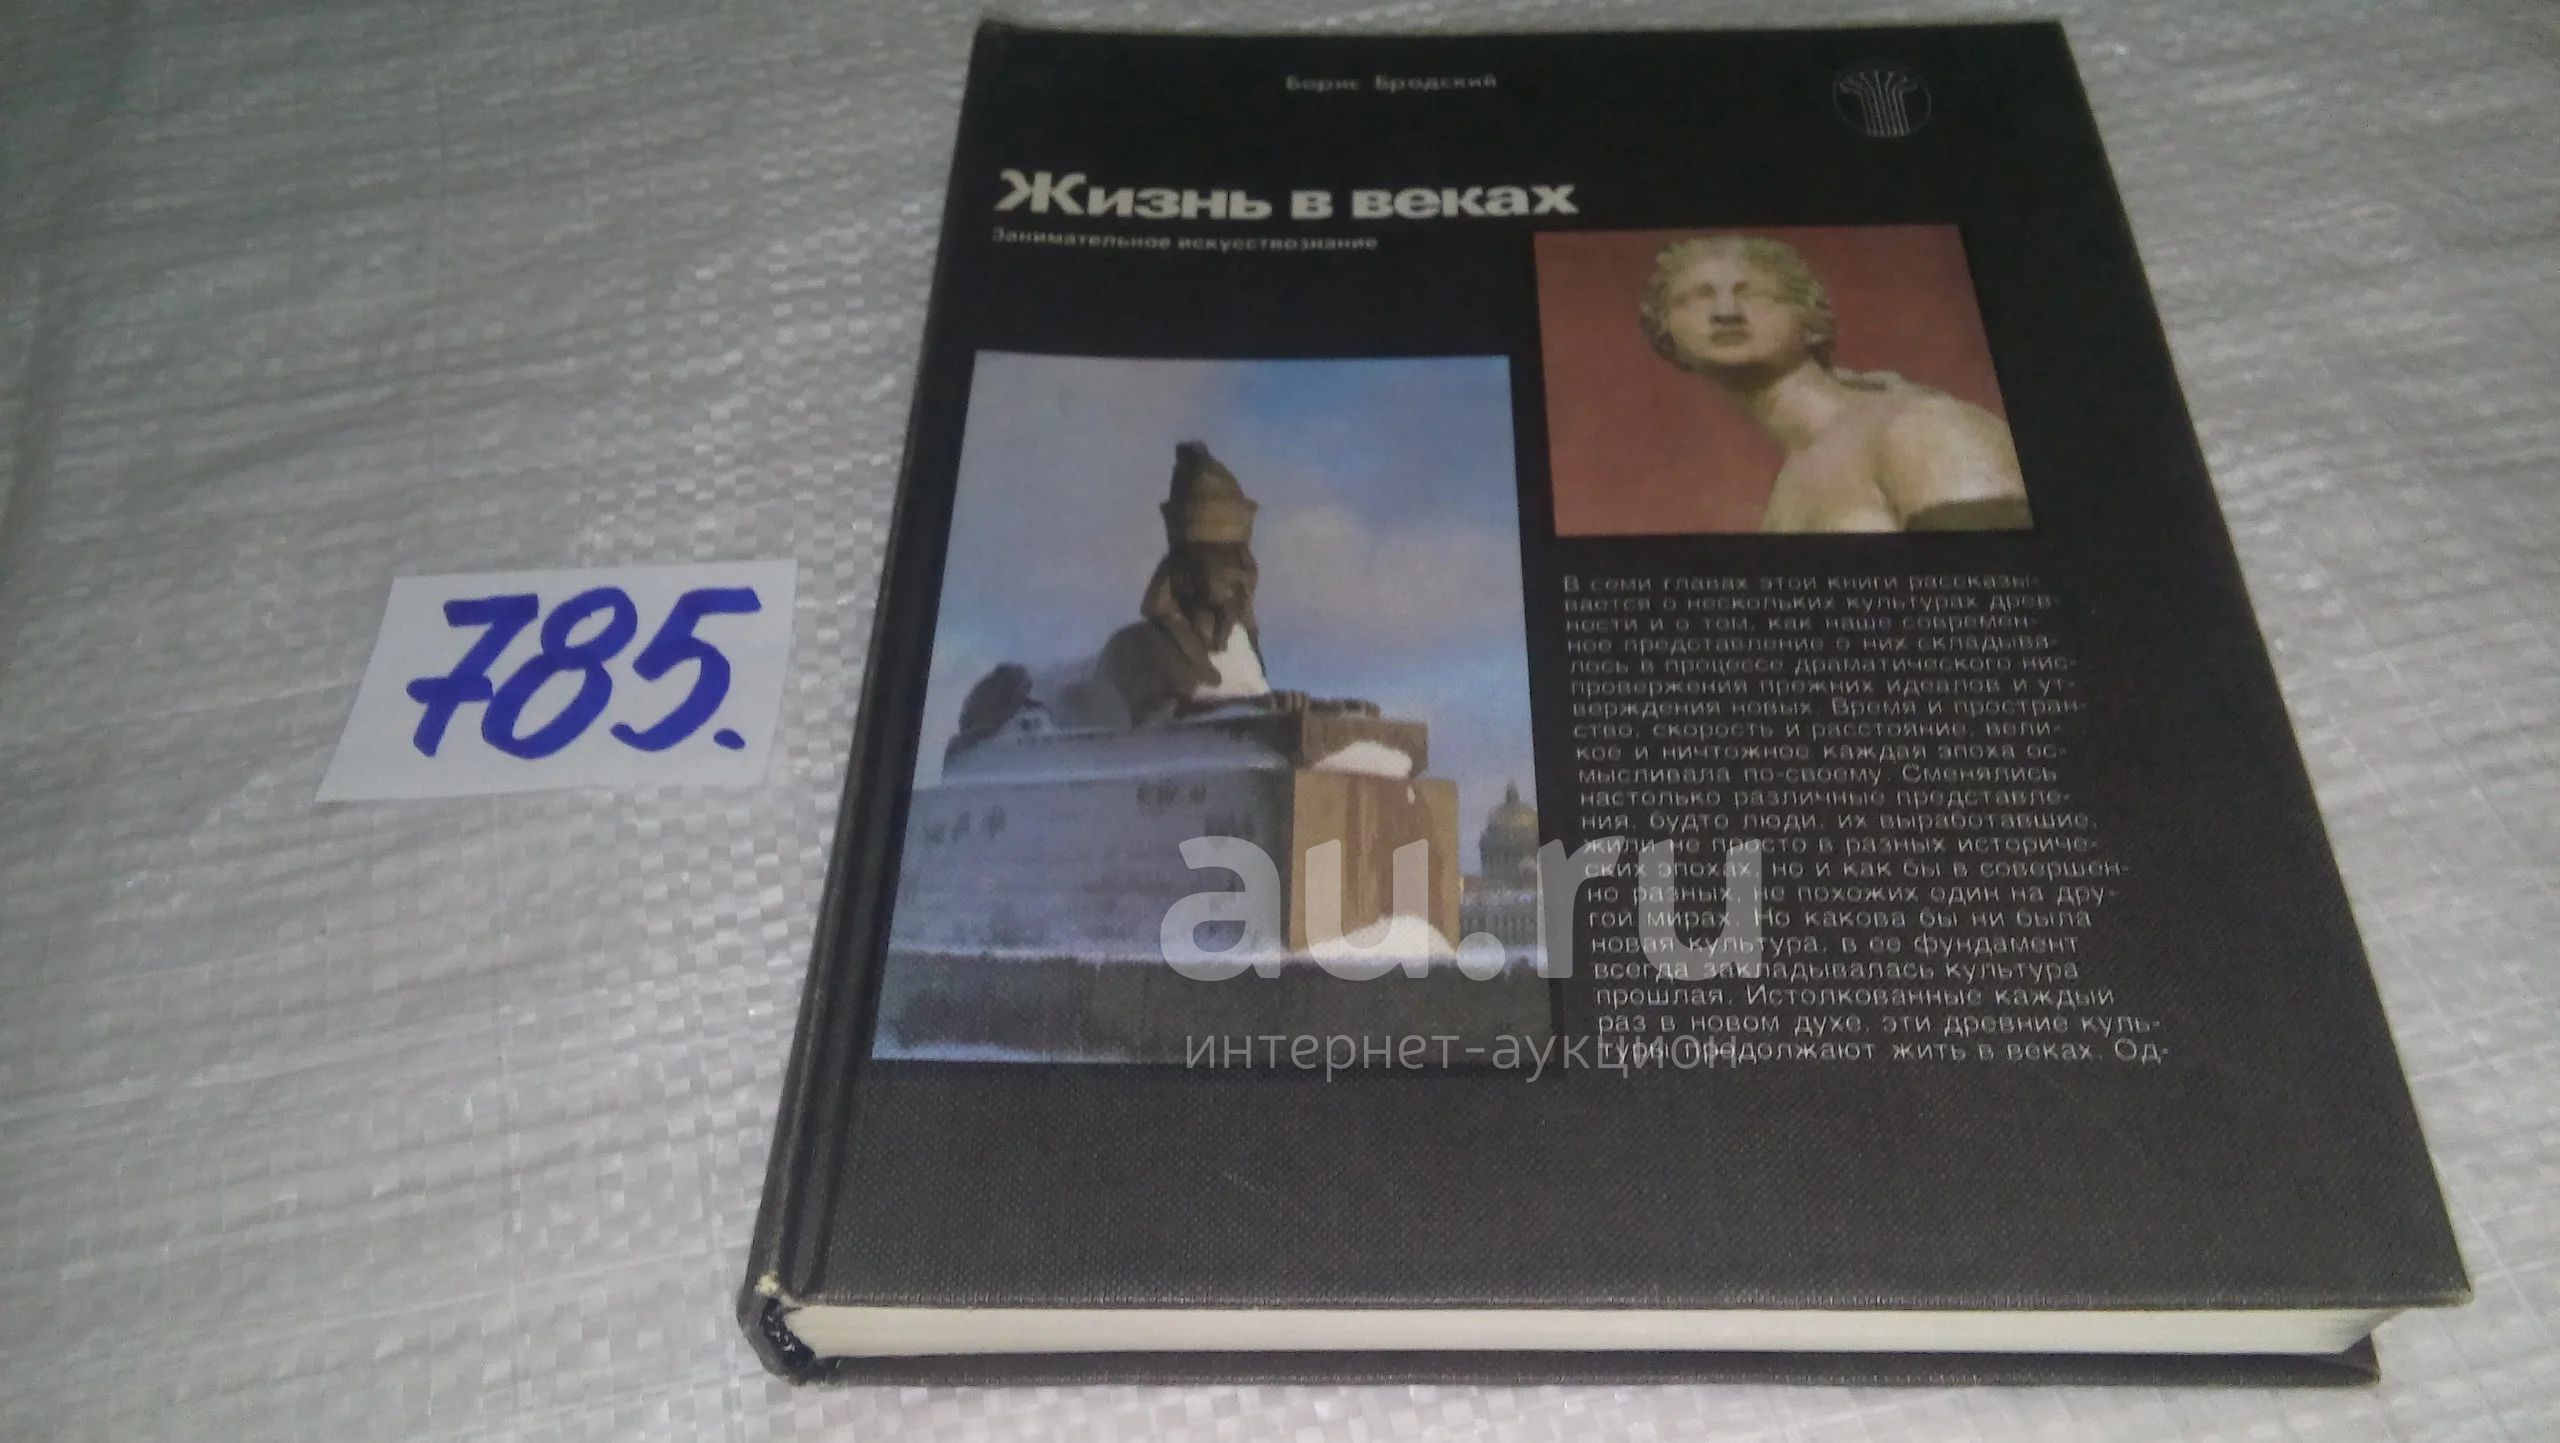 Борис Бродский
Жизнь в веках
Занимательное искусствознание
785.
В семи главах этой книги рассказы-
вается о нескольких культурах древ-
ности и о том, как наше современ-
ное представление о них складыва-
лось в процессе драматического нис-
провержения прежних идеалов и ут-
верждения новых. Время и простран-
ство, скорость и расстояние, вели-
кое и ничтожное каждая эпоха ос-
мысливала по-своему. Сменялись
настолько различные представле-
ния, будто люди, их выработавшие,
жили не просто в разных историче-
ских эпохах, но и как бы в совершен-
но разных, не похожих один на дру-
гой мирах. Но какова бы ни была
новая культура, в ее фундамент
всегда закладывалась культура
прошлая. Истолкованные каждый
раз в новом духе, эти древние куль-
туры продолжают жить в веках. Од-
au.ru
интернет-аукцион